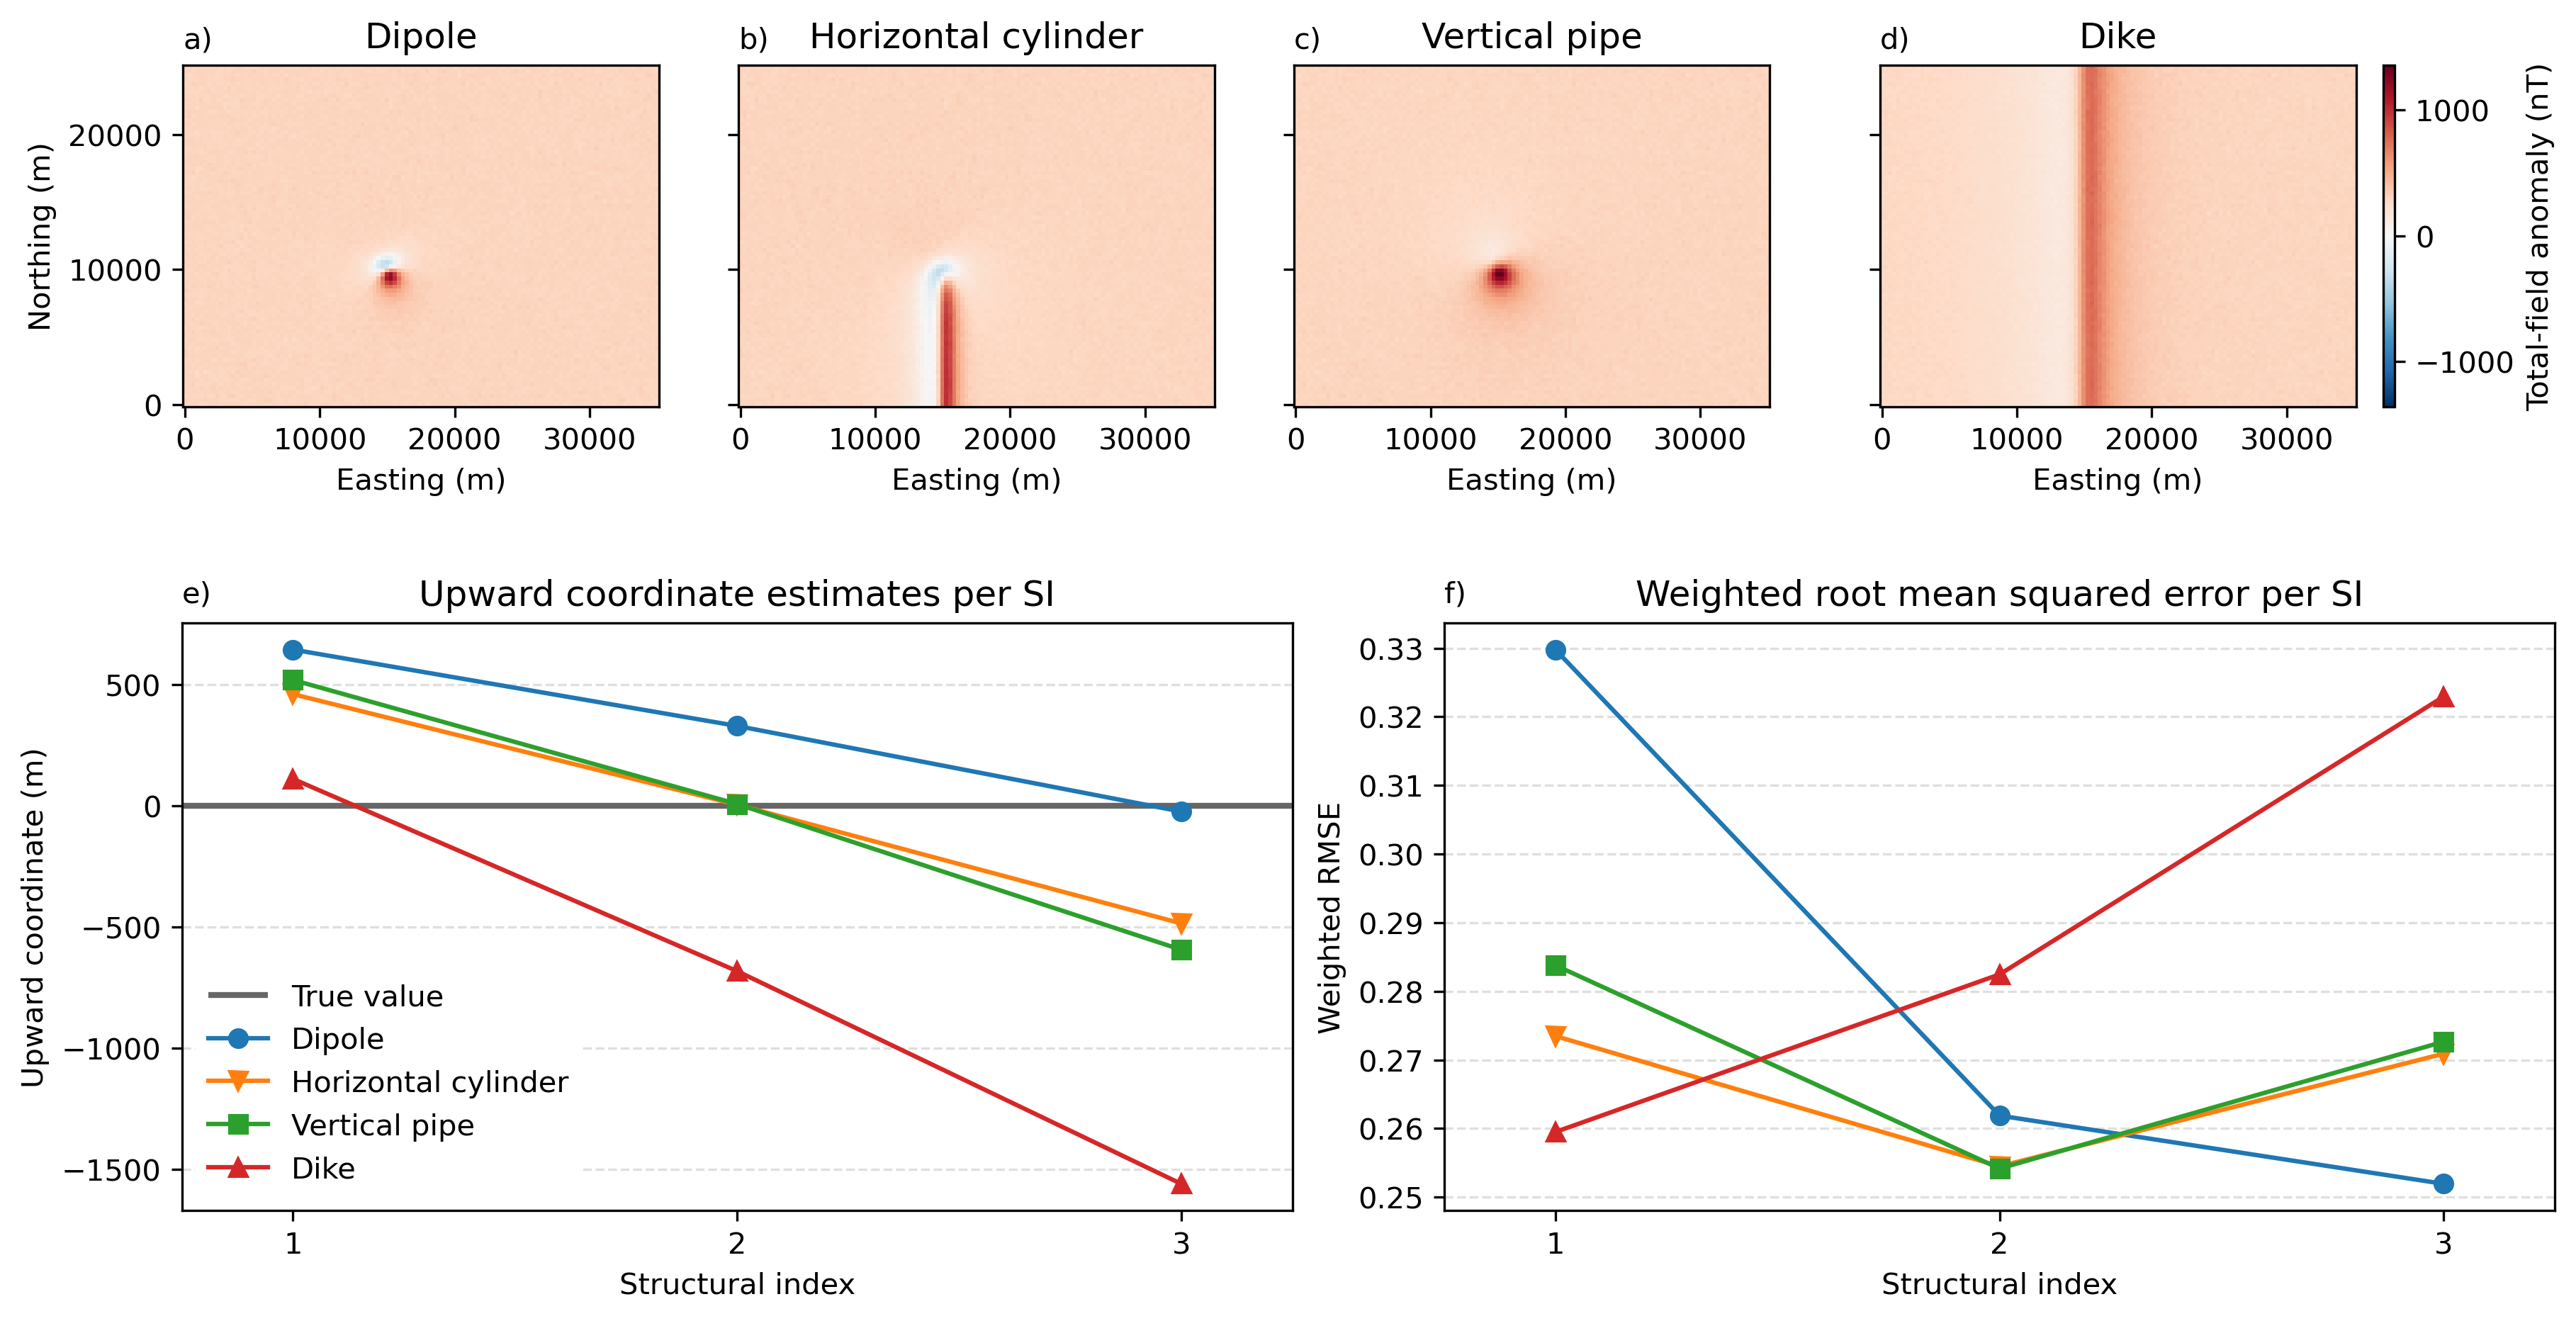 a)
Dipole
b)
Horizontal cylinder
c)
Vertical pipe
d)
Dike
Northing (m)
20000
10000
0
0 10000 20000 30000
Easting (m)
0 10000 20000 30000
Easting (m)
0 10000 20000 30000
Easting (m)
0 10000 20000 30000
Easting (m)
1000
0
−1000
Total-field anomaly (nT)
e)
Upward coordinate estimates per SI
Upward coordinate (m)
500
0
−500
−1000
−1500
True value
Dipole
Horizontal cylinder
Vertical pipe
Dike
1 2 3
Structural index
f)
Weighted root mean squared error per SI
Weighted RMSE
0.33
0.32
0.31
0.30
0.29
0.28
0.27
0.26
0.25
1 2 3
Structural index